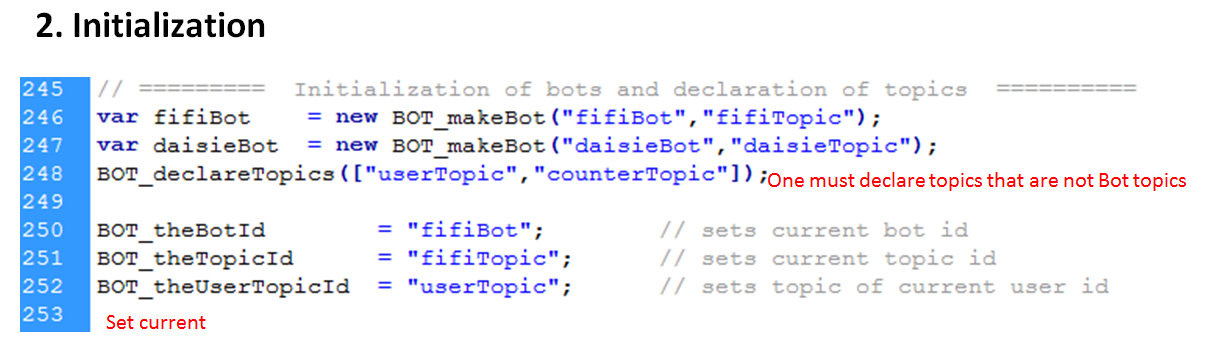 2. Initialization
245 // ========= Initialization of bots and declaration of topics ==========
246 var fifiBot = new BOT_makeBot("fifiBot","fifiTopic");
247 var daisieBot = new BOT_makeBot("daisieBot","daisieTopic");
248 BOT_declareTopics(["userTopic","counterTopic"]); One must declare topics that are not Bot topics
249
250 BOT_theBotId = "fifiBot"; // sets current bot id
251 BOT_theTopicId = "fifiTopic"; // sets current topic id
252 BOT_theUserTopicId = "userTopic"; // sets topic of current user id
253 Set current